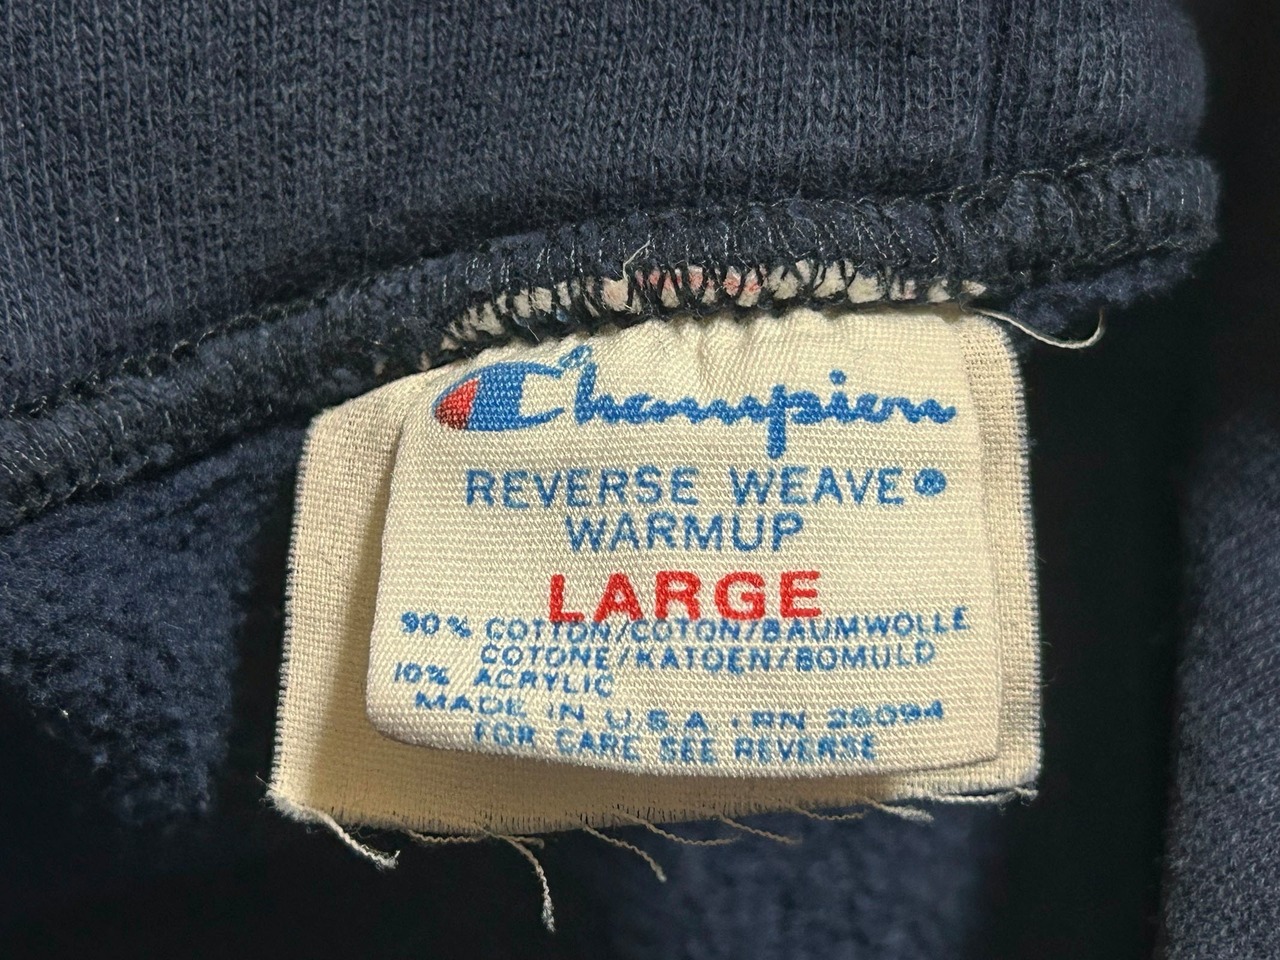 Champion
REVERSE WEAVE®
WARMUP
LARGE
90% COTTON/COTON/BAUMWOLLE
COTONE/KATOEN/BOMULD
10% ACRYLIC
MADE IN U.S.A. • RN 26094
FOR CARE SEE REVERSE